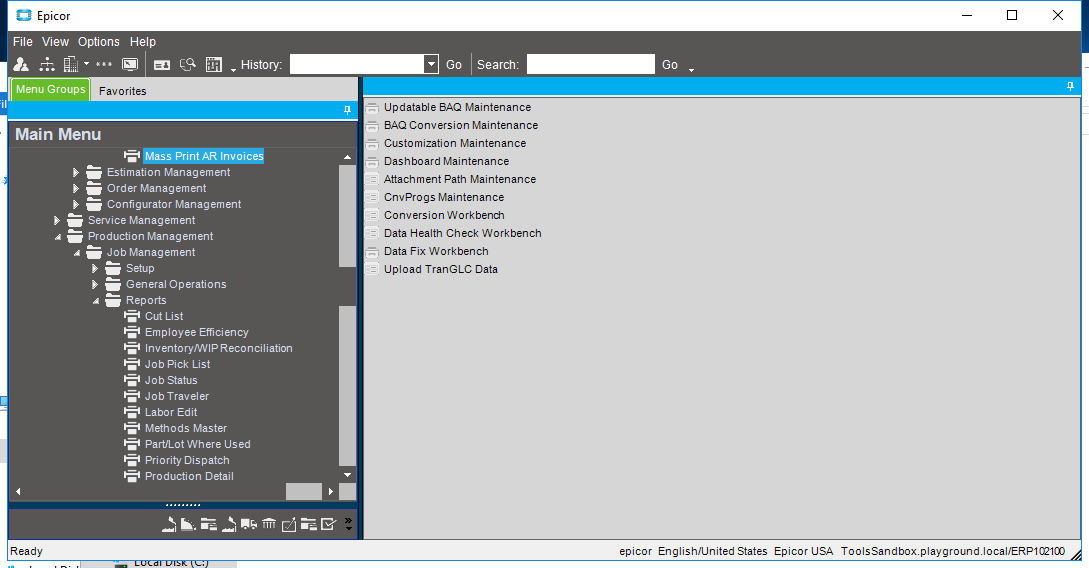 Epicor
File View Options Help
History: Go Search: Go
Menu Groups Favorites
Main Menu
Mass Print AR Invoices
Estimation Management
Order Management
Configurator Management
Service Management
Production Management
Job Management
Setup
General Operations
Reports
Cut List
Employee Efficiency
Inventory/WIP Reconciliation
Job Pick List
Job Status
Job Traveler
Labor Edit
Methods Master
Part/Lot Where Used
Priority Dispatch
Production Detail
Updatable BAQ Maintenance
BAQ Conversion Maintenance
Customization Maintenance
Dashboard Maintenance
Attachment Path Maintenance
CnvProgs Maintenance
Conversion Workbench
Data Health Check Workbench
Data Fix Workbench
Upload TranGLC Data
Ready
epicor English/United States Epicor USA ToolsSandbox.playground.local/ERP102100
Local Disk (C:)